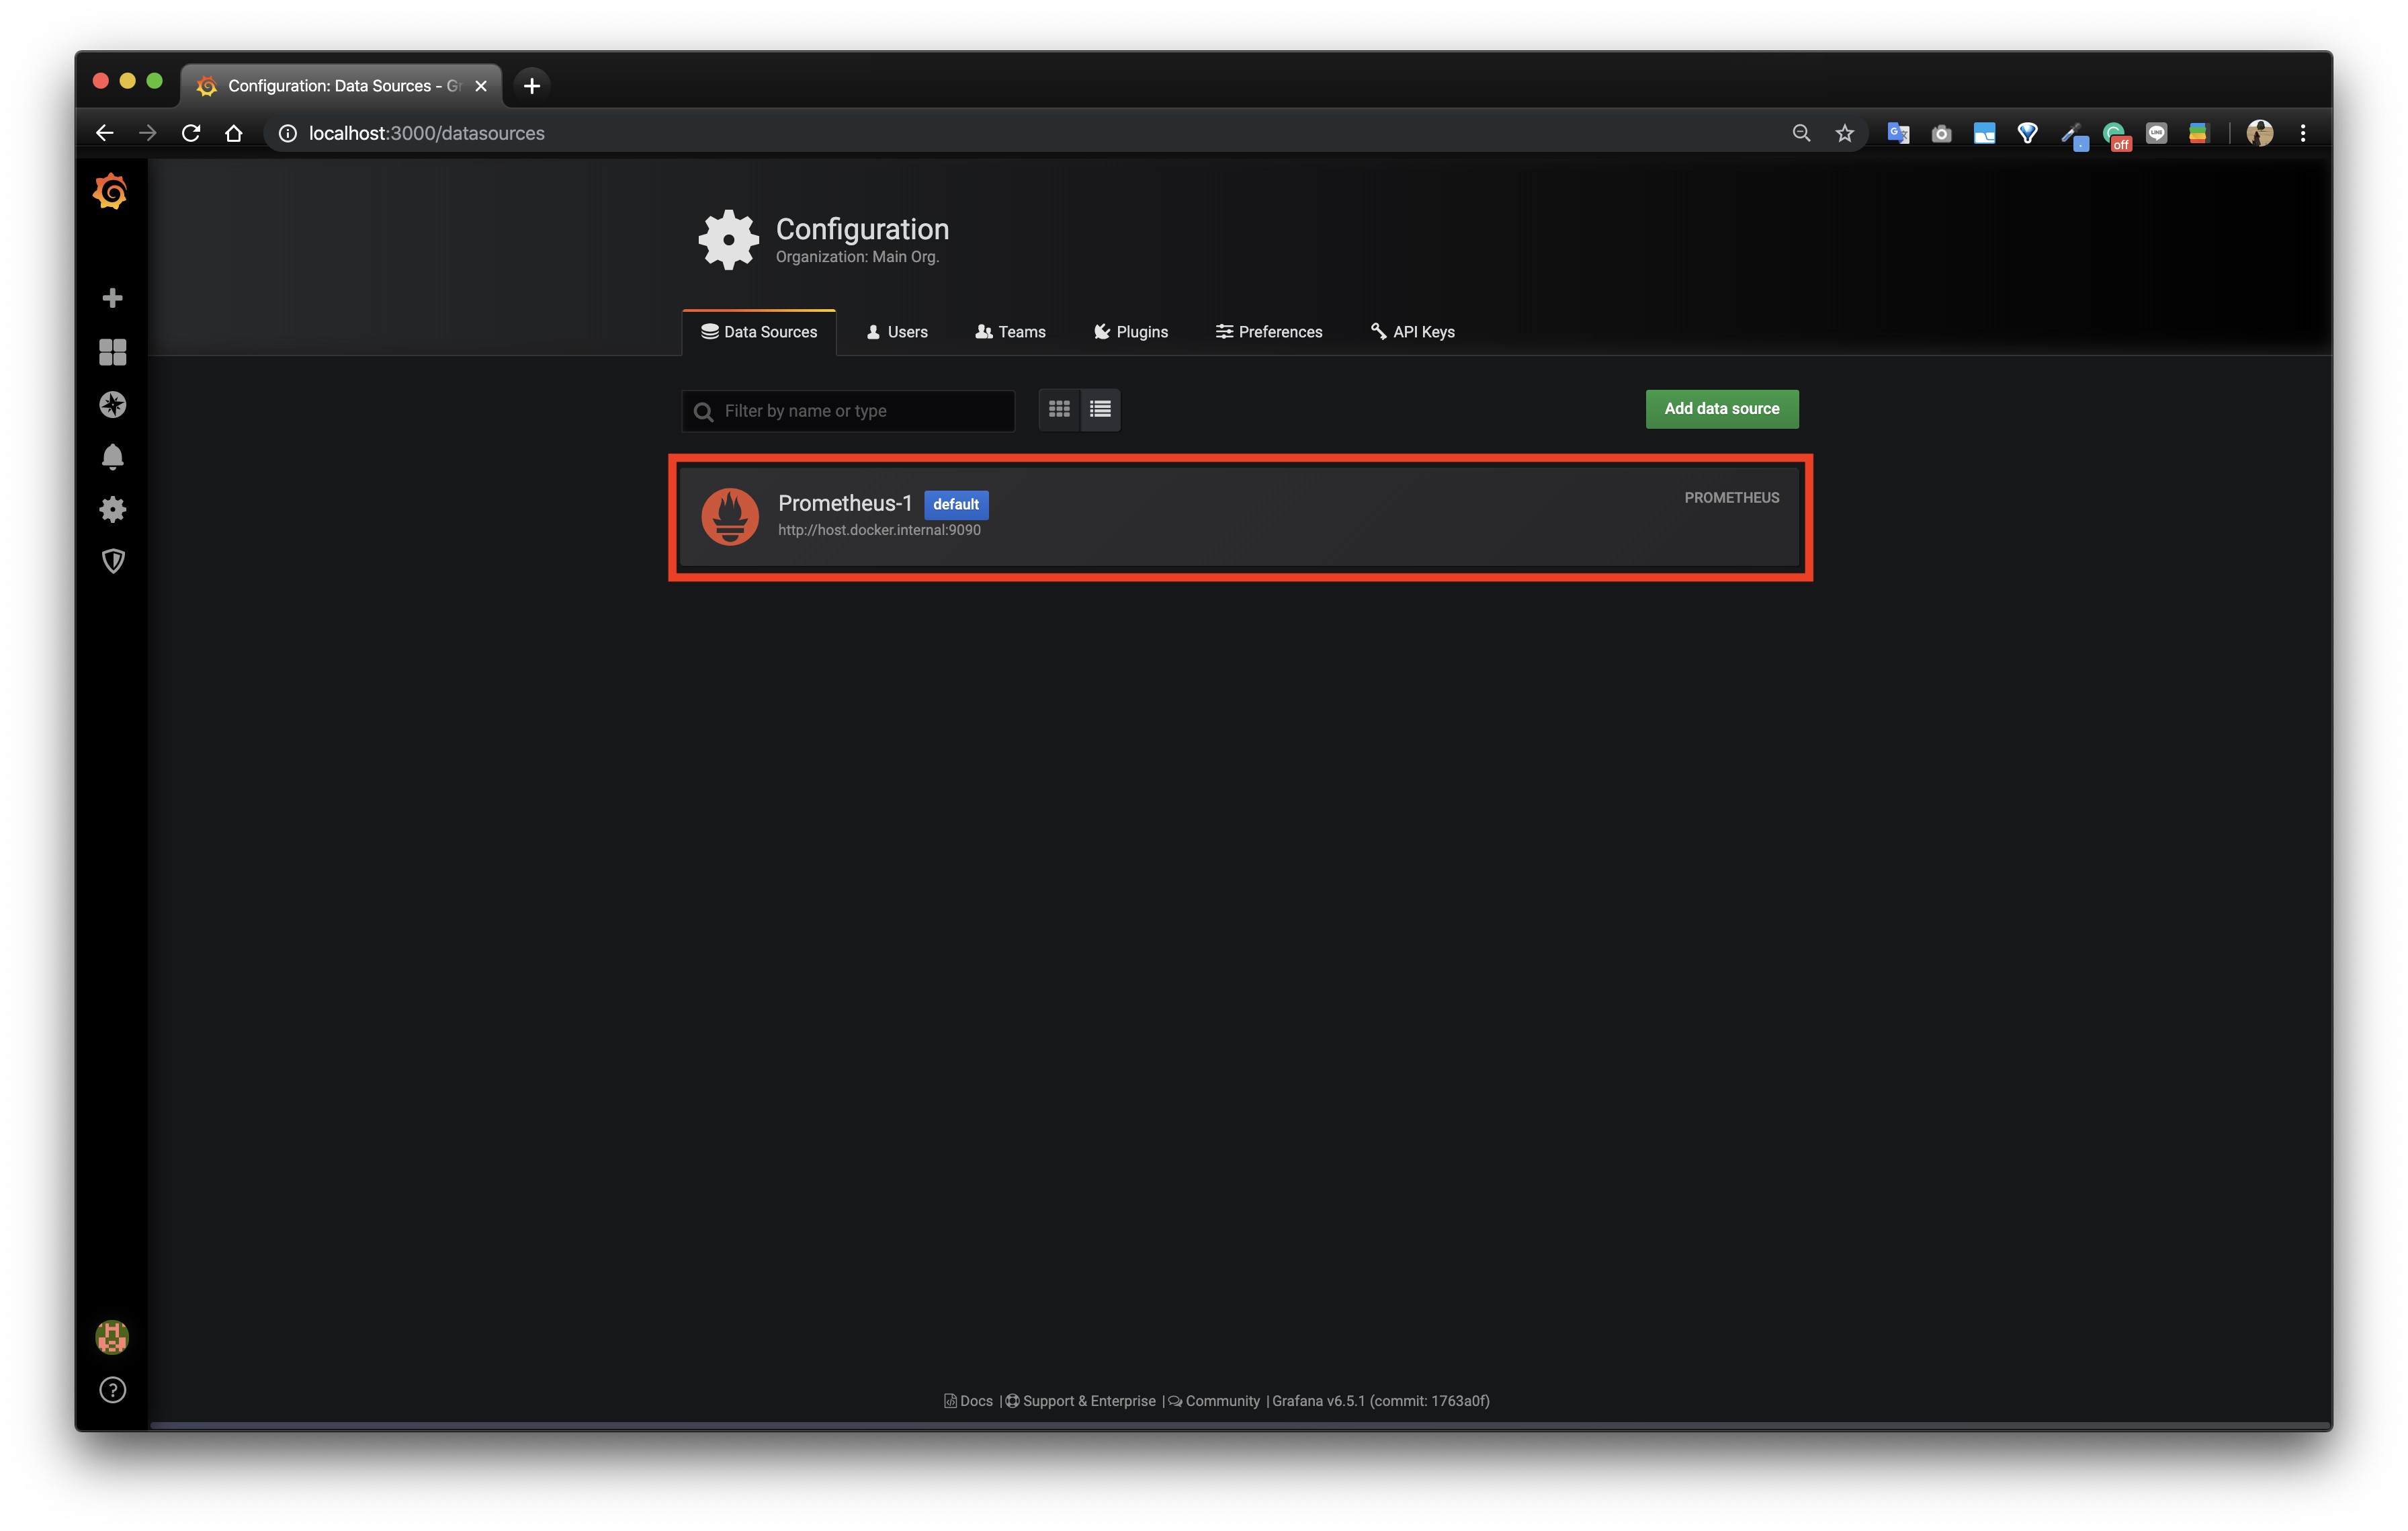 Configuration: Data Sources - Gr
localhost:3000/datasources
off
Configuration
Organization: Main Org.
Data Sources
Users
Teams
Plugins
Preferences
API Keys
Filter by name or type
Add data source
Prometheus-1 default
PROMETHEUS
http://host.docker.internal:9090
Docs | Support & Enterprise | Community | Grafana v6.5.1 (commit: 1763a0f)